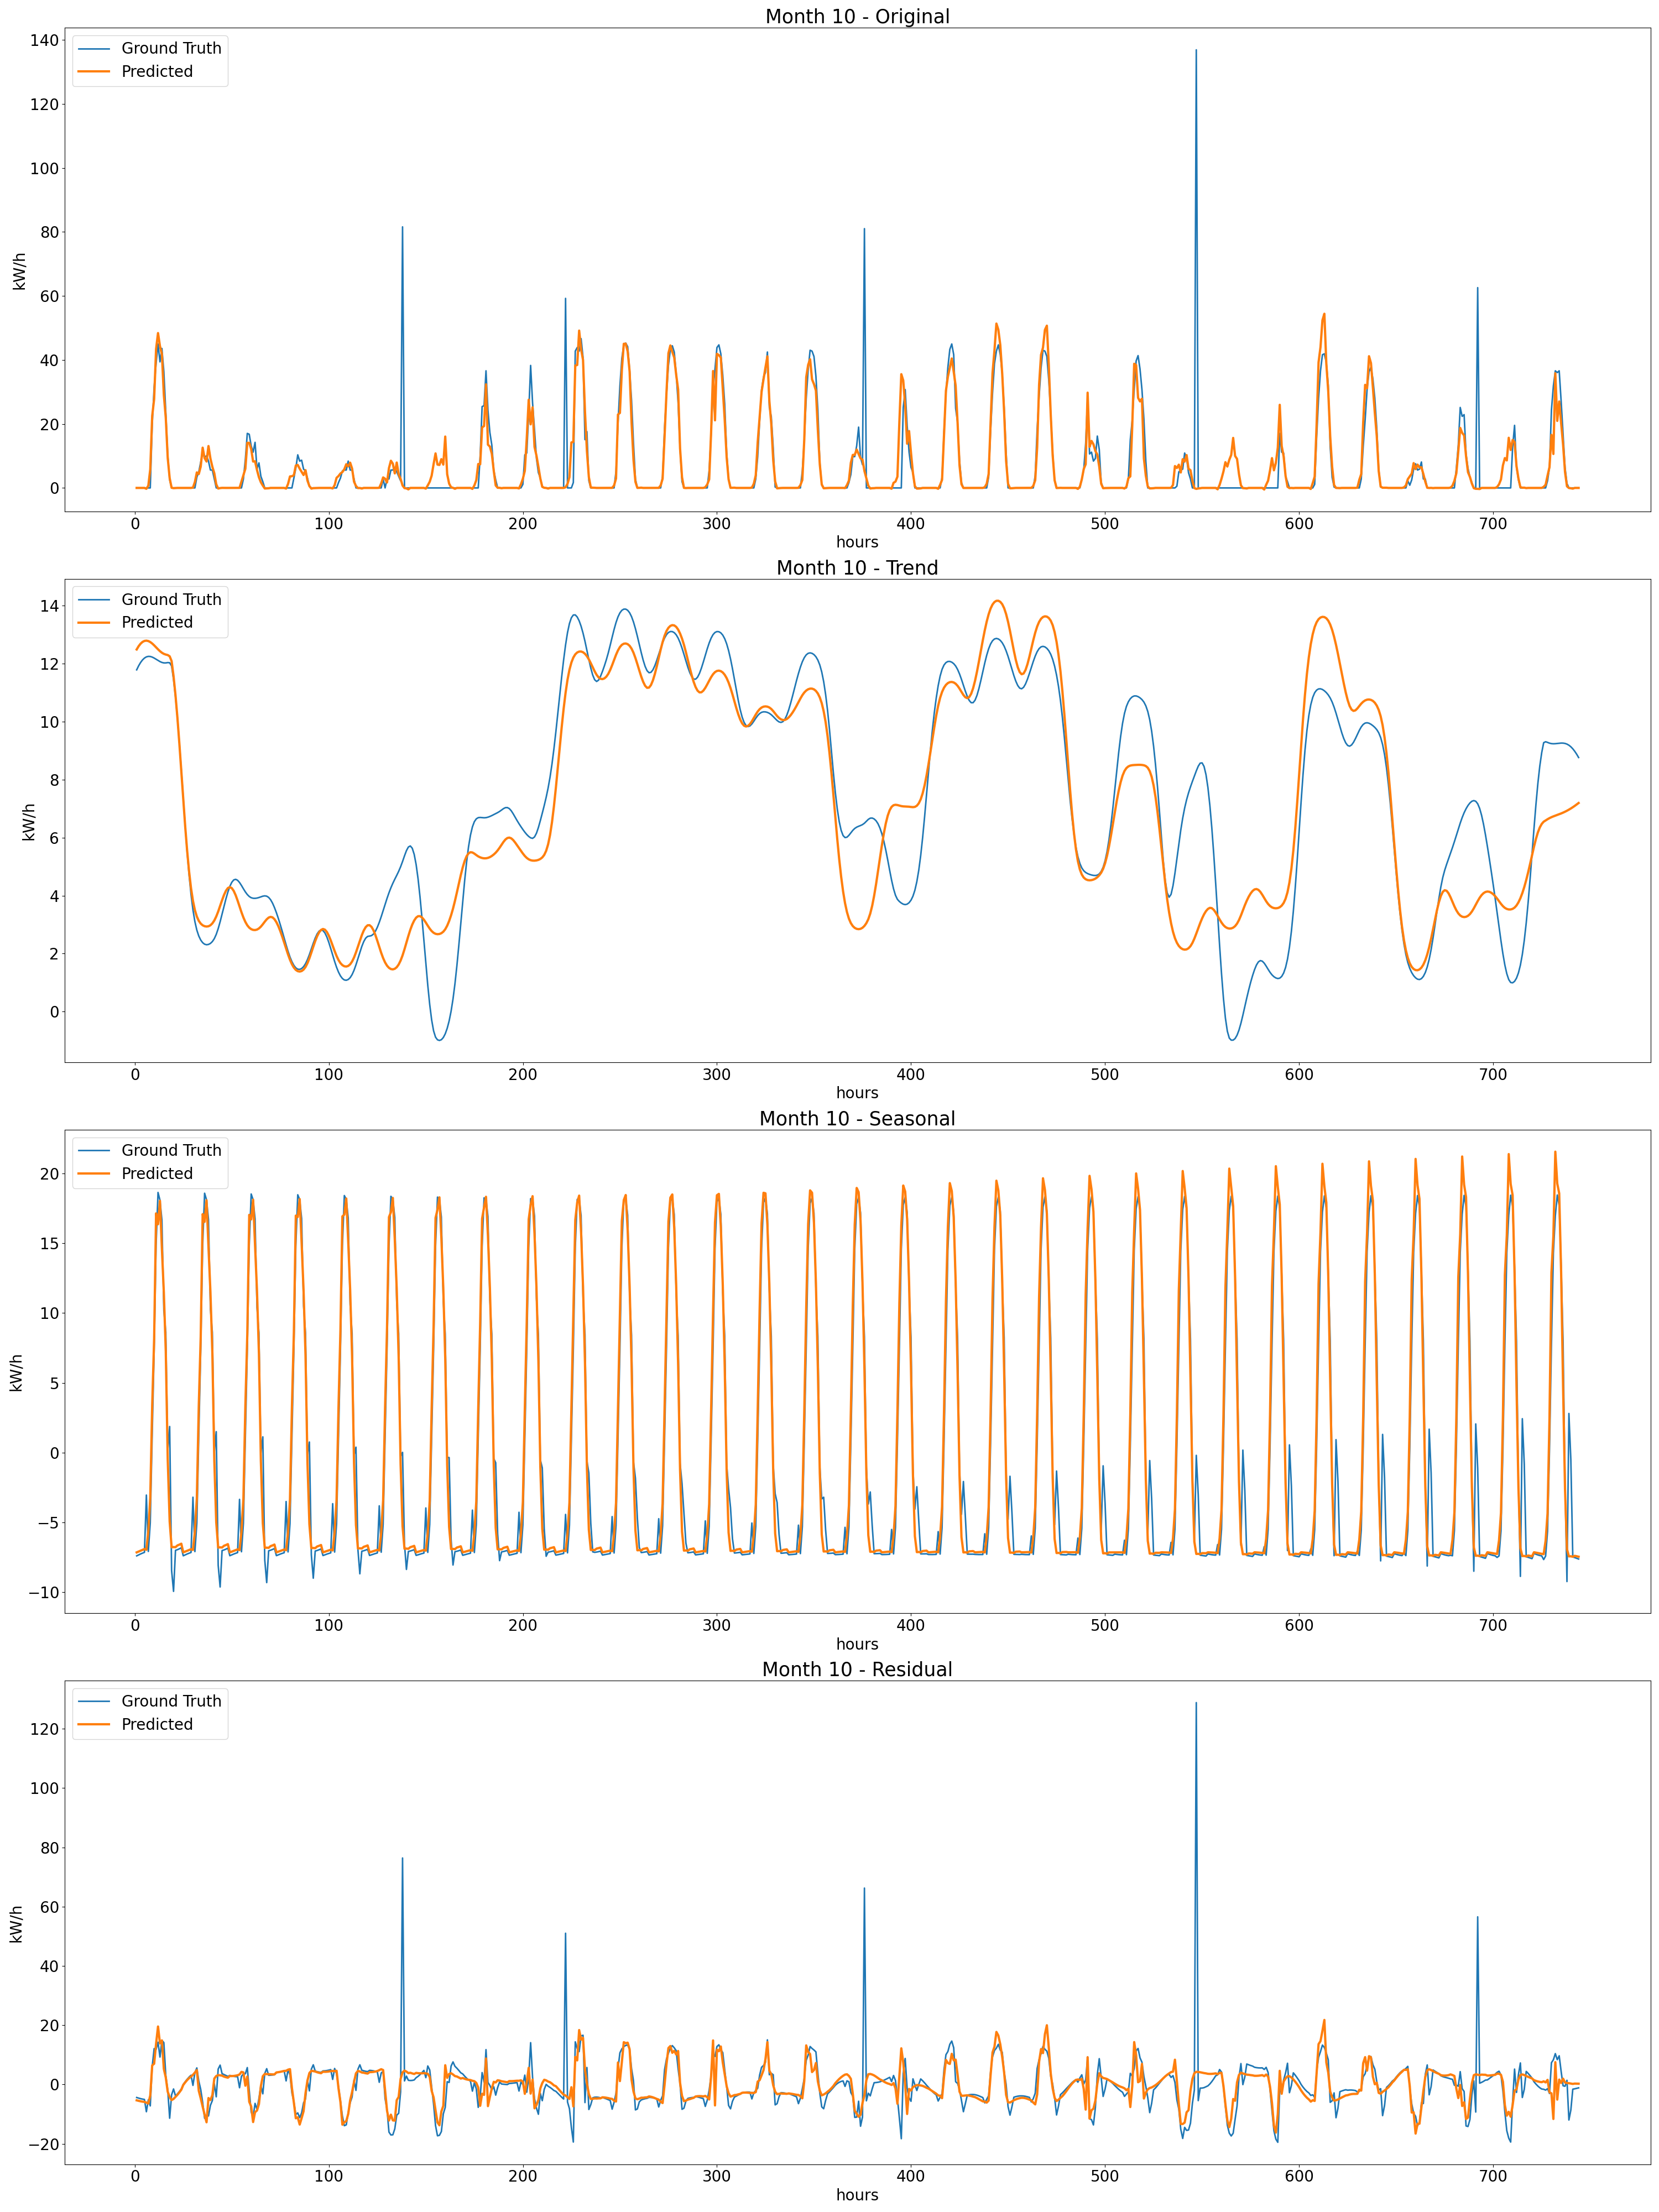 Month 10 - Original
Ground Truth
Predicted
140
120
100
80
60
40
20
0
kW/h
0 100 200 300 400 500 600 700
hours
Month 10 - Trend
Ground Truth
Predicted
14
12
10
8
6
4
2
0
kW/h
0 100 200 300 400 500 600 700
hours
Month 10 - Seasonal
Ground Truth
Predicted
20
15
10
5
0
−5
−10
kW/h
0 100 200 300 400 500 600 700
hours
Month 10 - Residual
Ground Truth
Predicted
120
100
80
60
40
20
0
−20
kW/h
0 100 200 300 400 500 600 700
hours